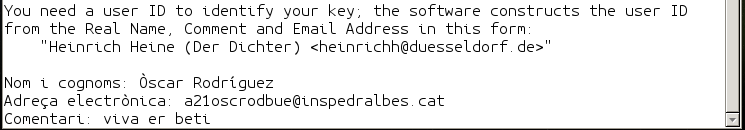 You need a user ID to identify your key; the software constructs the user ID
from the Real Name, Comment and Email Address in this form:
"Heinrich Heine (Der Dichter) <heinrichh@duesseldorf.de>"
Nom i cognoms: Òscar Rodríguez
Adreça electrònica: a21oscrodbue@inspedralbes.cat
Comentari: viva er beti